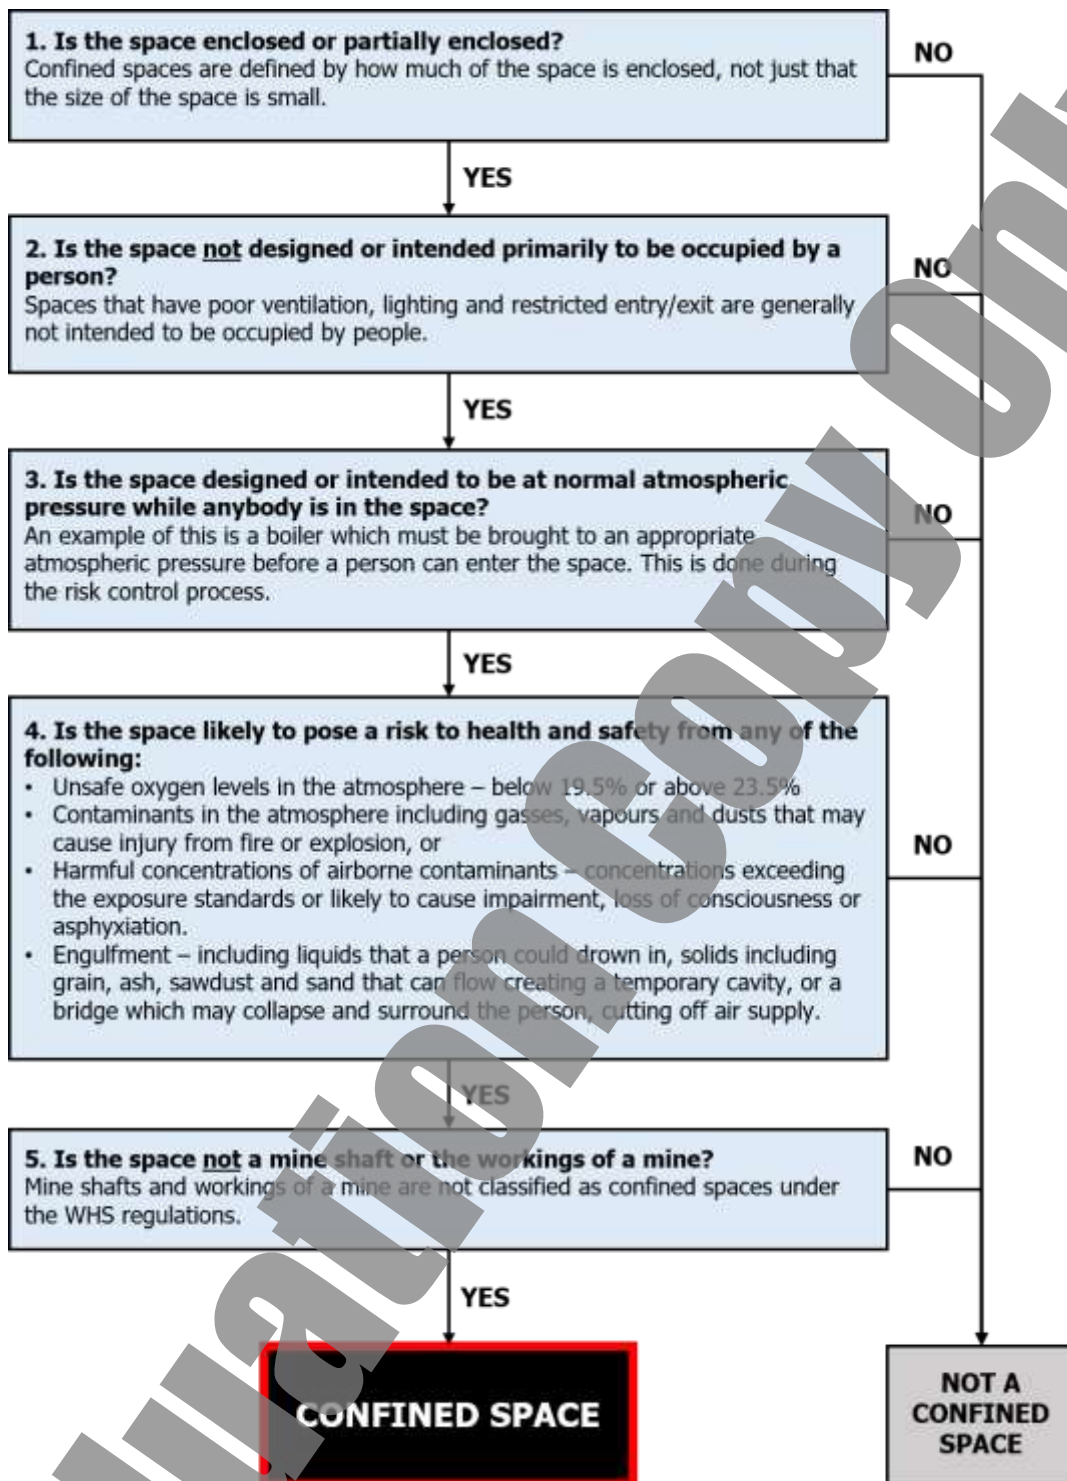 1. Is the space enclosed or partially enclosed?
Confined spaces are defined by how much of the space is enclosed, not just that
the size of the space is small.
NO
YES
2. Is the space not designed or intended primarily to be occupied by a
person?
Spaces that have poor ventilation, lighting and restricted entry/exit are generally
not intended to be occupied by people.
NO
YES
3. Is the space designed or intended to be at normal atmospheric
pressure while anybody is in the space?
An example of this is a boiler which must be brought to an appropriate
atmospheric pressure before a person can enter the space. This is done during
the risk control process.
NO
YES
4. Is the space likely to pose a risk to health and safety from any of the
following:
• Unsafe oxygen levels in the atmosphere – below 19.5% or above 23.5%
• Contaminants in the atmosphere including gasses, vapours and dusts that may
cause injury from fire or explosion, or
• Harmful concentrations of airborne contaminants – concentrations exceeding
the exposure standards or likely to cause impairment, loss of consciousness or
asphyxiation.
• Engulfment – including liquids that a person could drown in, solids including
grain, ash, sawdust and sand that can flow creating a temporary cavity, or a
bridge which may collapse and surround the person, cutting off air supply.
NO
YES
5. Is the space not a mine shaft or the workings of a mine?
Mine shafts and workings of a mine are not classified as confined spaces under
the WHS regulations.
NO
YES
CONFINED SPACE
NOT A
CONFINED
SPACE
uation Copy Onl